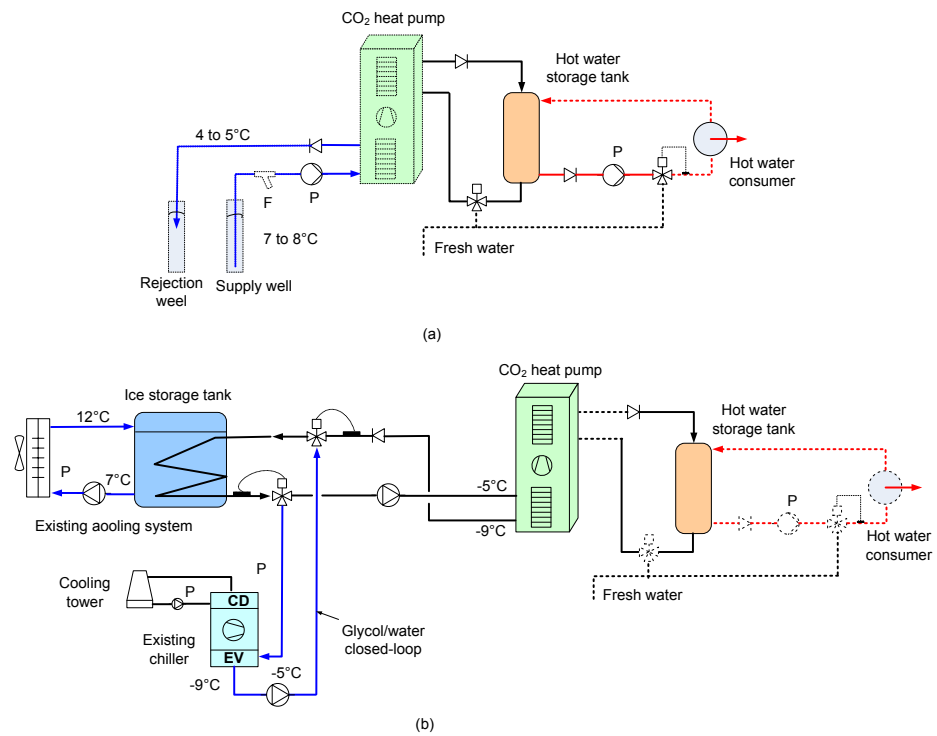 CO₂ heat pump
Hot water
storage tank
4 to 5°C
P
F
P
Hot water
consumer
7 to 8°C
Fresh water
Rejection
weel
Supply well
(a)
CO₂ heat pump
Ice storage tank
12°C
Hot water
storage tank
P
7°C
-5°C
P
Existing aooling system
-9°C
Hot water
consumer
P
Cooling
tower
P
CD
Fresh water
Existing
chiller
Glycol/water
closed-loop
EV
-9°C
-5°C
(b)